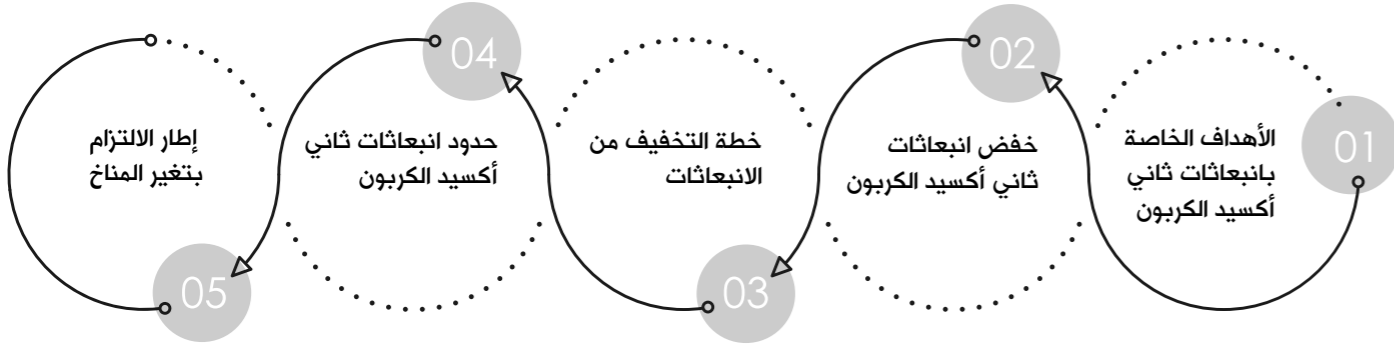 01
الأهداف الخاصة
بانبعاثات ثاني
أكسيد الكربون
02
خفض انبعاثات
ثاني أكسيد الكربون
03
خطة التخفيف من
الانبعاثات
04
حدود انبعاثات ثاني
أكسيد الكربون
05
إطار الالتزام
بتغير المناخ